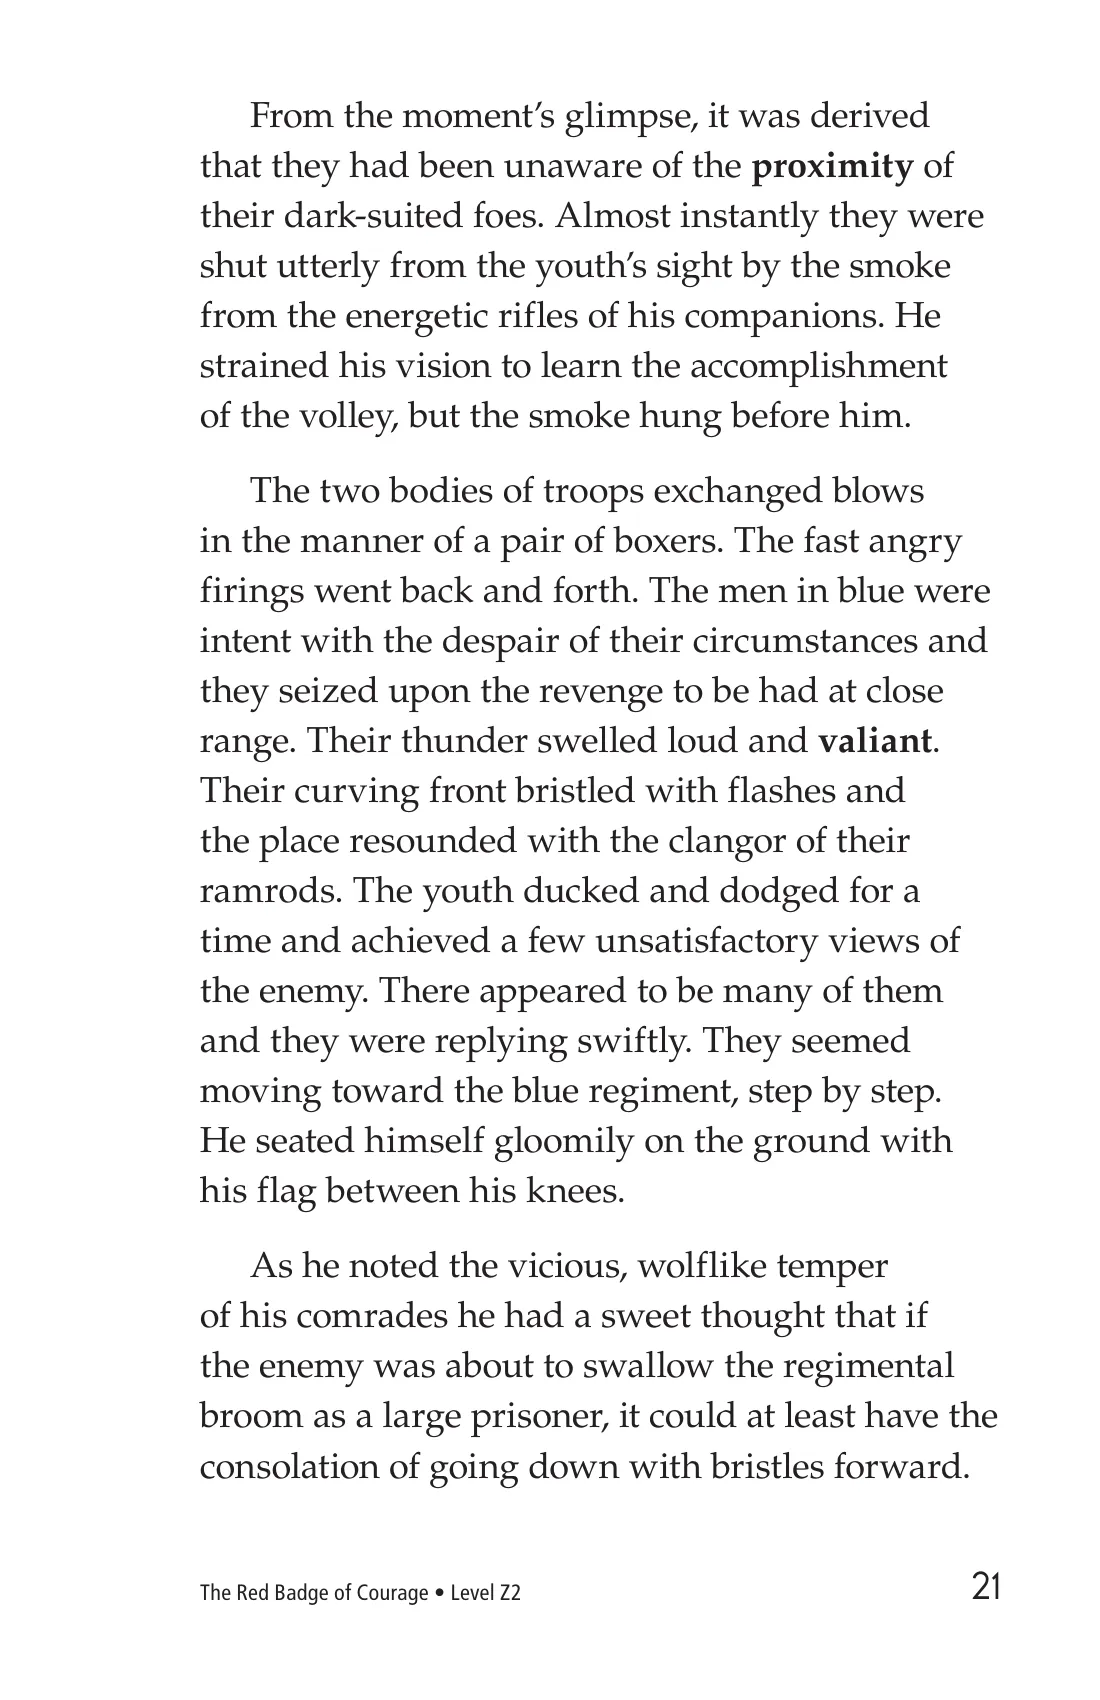 From the moment’s glimpse, it was derived
that they had been unaware of the proximity of
their dark-suited foes. Almost instantly they were
shut utterly from the youth’s sight by the smoke
from the energetic rifles of his companions. He
strained his vision to learn the accomplishment
of the volley, but the smoke hung before him.
The two bodies of troops exchanged blows
in the manner of a pair of boxers. The fast angry
firings went back and forth. The men in blue were
intent with the despair of their circumstances and
they seized upon the revenge to be had at close
range. Their thunder swelled loud and valiant.
Their curving front bristled with flashes and
the place resounded with the clangor of their
ramrods. The youth ducked and dodged for a
time and achieved a few unsatisfactory views of
the enemy. There appeared to be many of them
and they were replying swiftly. They seemed
moving toward the blue regiment, step by step.
He seated himself gloomily on the ground with
his flag between his knees.
As he noted the vicious, wolflike temper
of his comrades he had a sweet thought that if
the enemy was about to swallow the regimental
broom as a large prisoner, it could at least have the
consolation of going down with bristles forward.
The Red Badge of Courage • Level Z2
21